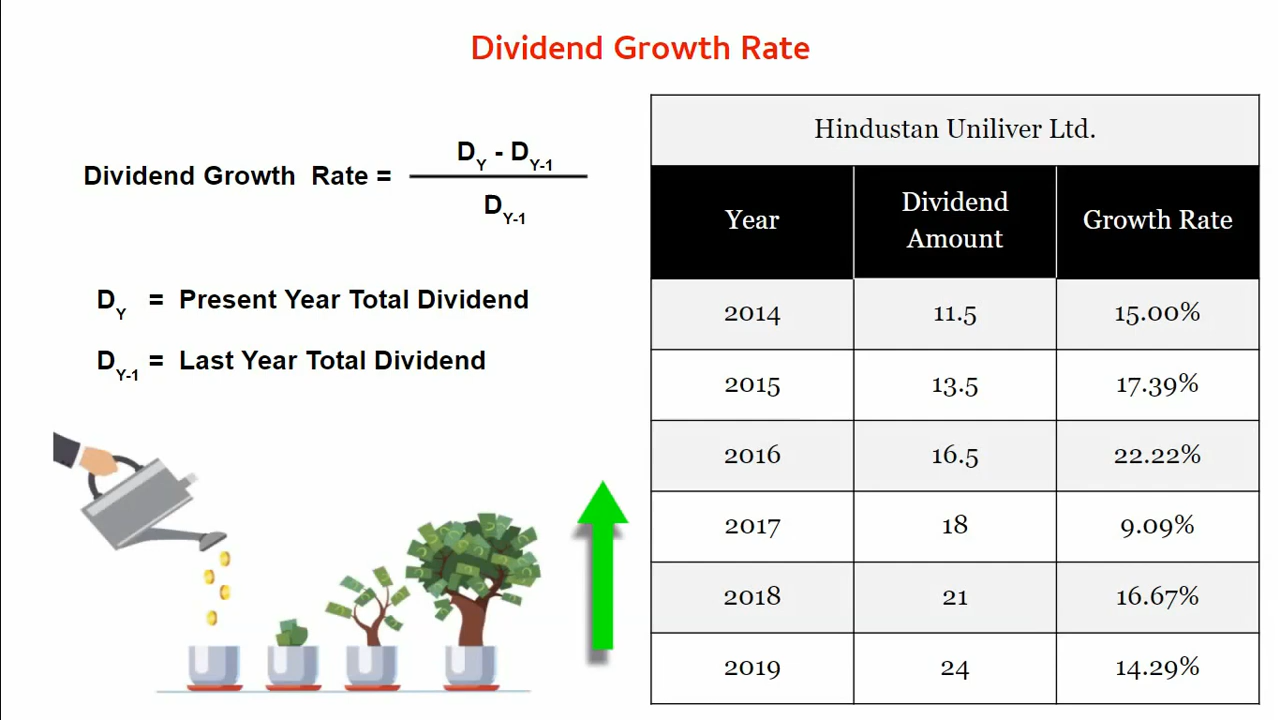 Dividend Growth Rate
Dividend Growth Rate = D_Y - D_Y-1
D_Y-1
D_Y = Present Year Total Dividend
D_Y-1 = Last Year Total Dividend
Hindustan Uniliver Ltd.
Year Dividend Amount Growth Rate
2014 11.5 15.00%
2015 13.5 17.39%
2016 16.5 22.22%
2017 18 9.09%
2018 21 16.67%
2019 24 14.29%